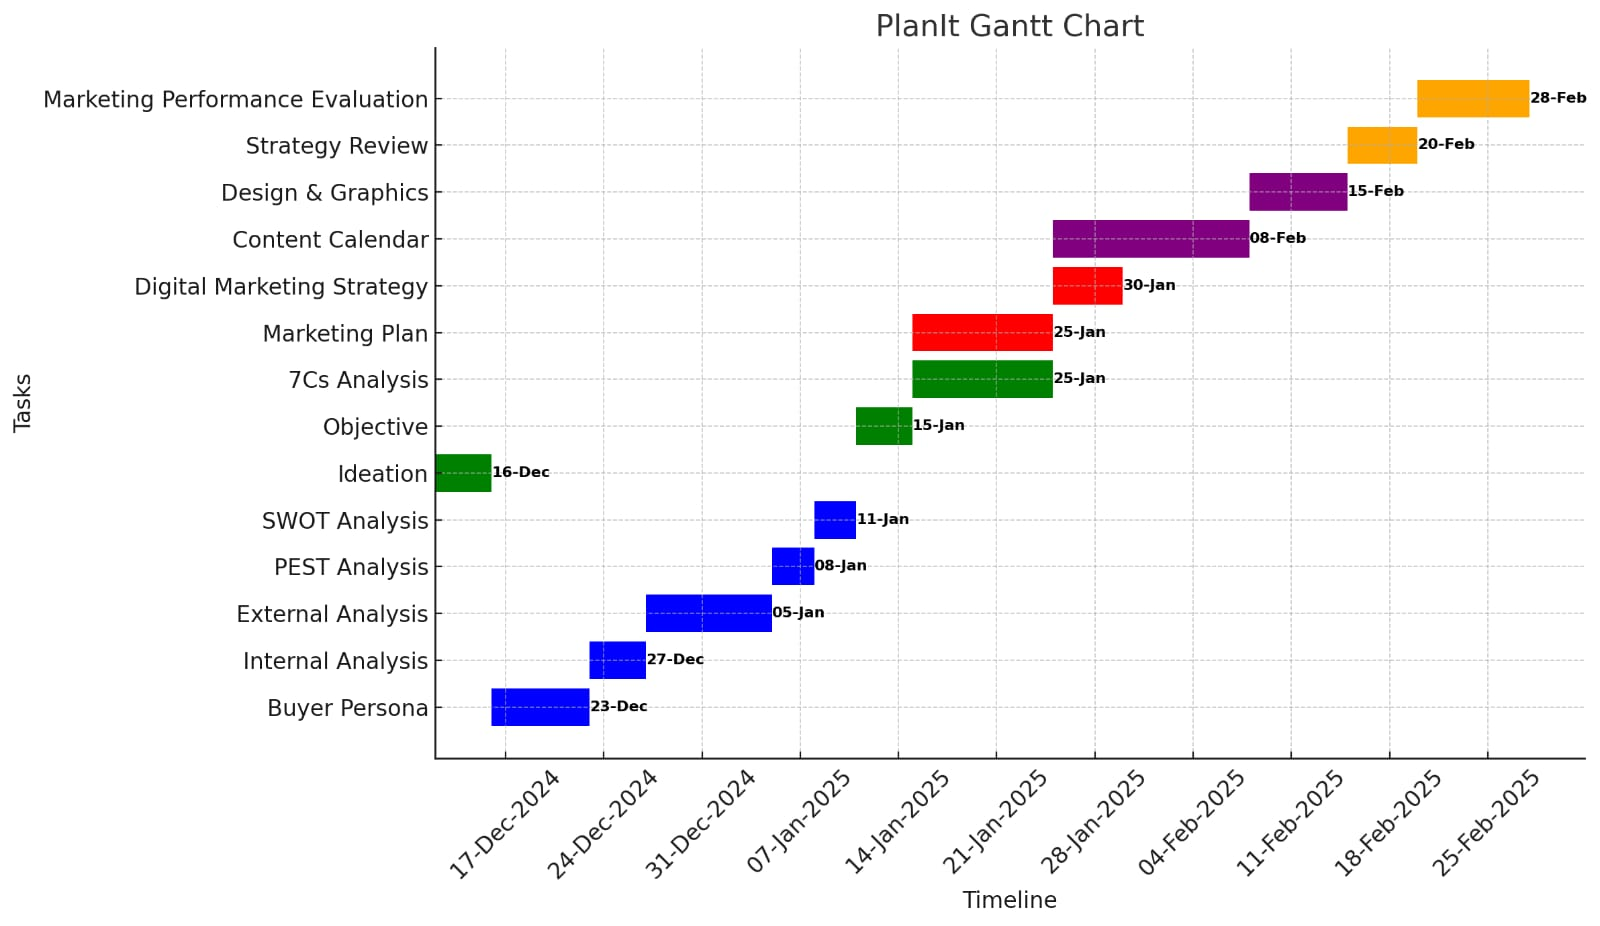 PlanIt Gantt Chart
Marketing Performance Evaluation
28-Feb
Strategy Review
20-Feb
Design & Graphics
15-Feb
Content Calendar
08-Feb
Digital Marketing Strategy
30-Jan
Marketing Plan
25-Jan
7Cs Analysis
25-Jan
Objective
15-Jan
Ideation
16-Dec
SWOT Analysis
11-Jan
PEST Analysis
08-Jan
External Analysis
05-Jan
Internal Analysis
27-Dec
Buyer Persona
23-Dec
Tasks
17-Dec-2024
24-Dec-2024
31-Dec-2024
07-Jan-2025
14-Jan-2025
21-Jan-2025
28-Jan-2025
04-Feb-2025
11-Feb-2025
18-Feb-2025
25-Feb-2025
Timeline